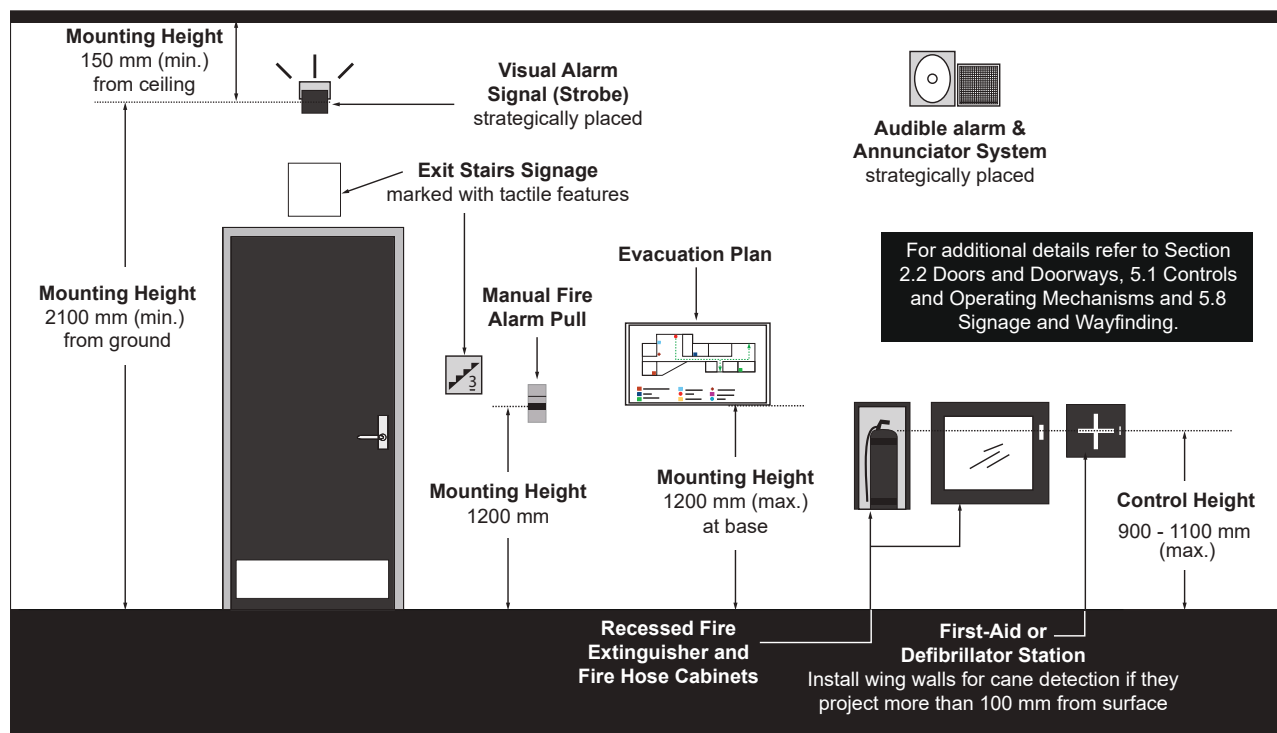 Mounting Height
150 mm (min.)
from ceiling
Visual Alarm
Signal (Strobe)
strategically placed
Audible alarm &
Annunciator System
strategically placed
Exit Stairs Signage
marked with tactile features
Mounting Height
2100 mm (min.)
from ground
Manual Fire
Alarm Pull
Evacuation Plan
For additional details refer to Section
2.2 Doors and Doorways, 5.1 Controls
and Operating Mechanisms and 5.8
Signage and Wayfinding.
3
Mounting Height
1200 mm
Mounting Height
1200 mm (max.)
at base
Control Height
900 - 1100 mm
(max.)
Recessed Fire
Extinguisher and
Fire Hose Cabinets
First-Aid or
Defibrillator Station
Install wing walls for cane detection if they
project more than 100 mm from surface